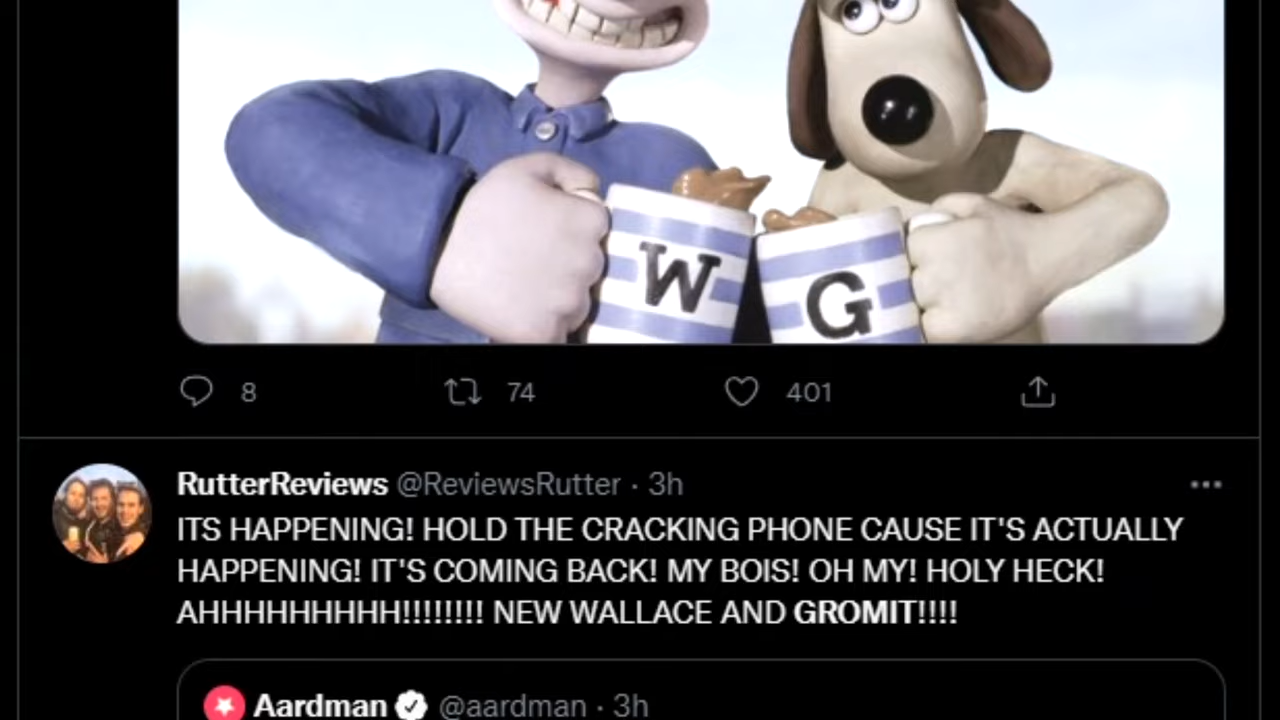 W G
8 74 401
RutterReviews @ReviewsRutter · 3h
ITS HAPPENING! HOLD THE CRACKING PHONE CAUSE IT'S ACTUALLY
HAPPENING! IT'S COMING BACK! MY BOIS! OH MY! HOLY HECK!
AHHHHHHHHH!!!!!!!! NEW WALLACE AND GROMIT!!!!
Aardman @aardman · 3h